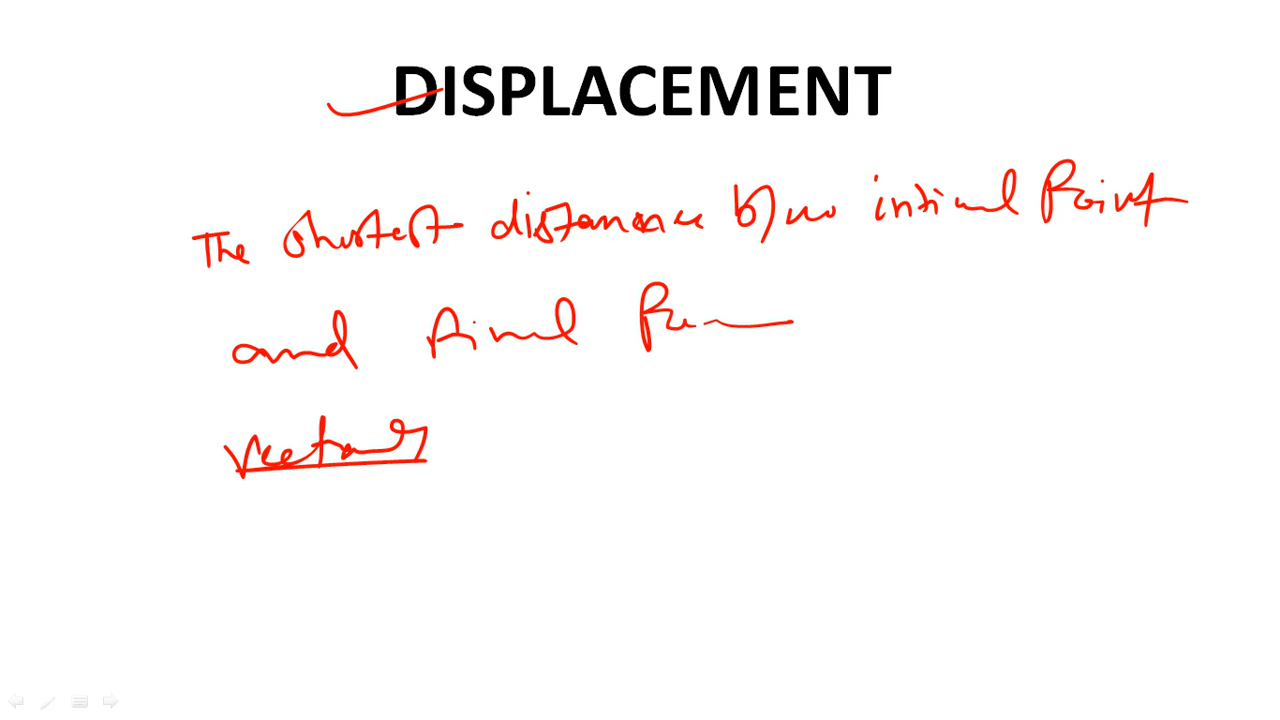 DISPLACEMENT
The shortest distance b/w initial Point
and final
Vector